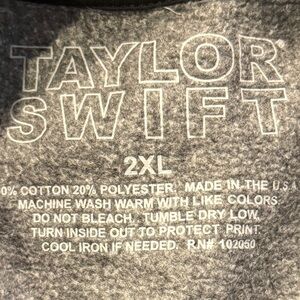 TAYLOR
SWIFT
2XL
0% COTTON 20% POLYESTER. MADE IN THE U.S.
MACHINE WASH WARM WITH LIKE COLORS.
DO NOT BLEACH. TUMBLE DRY LOW.
TURN INSIDE OUT TO PROTECT PRINT.
COOL IRON IF NEEDED. RN# 102050